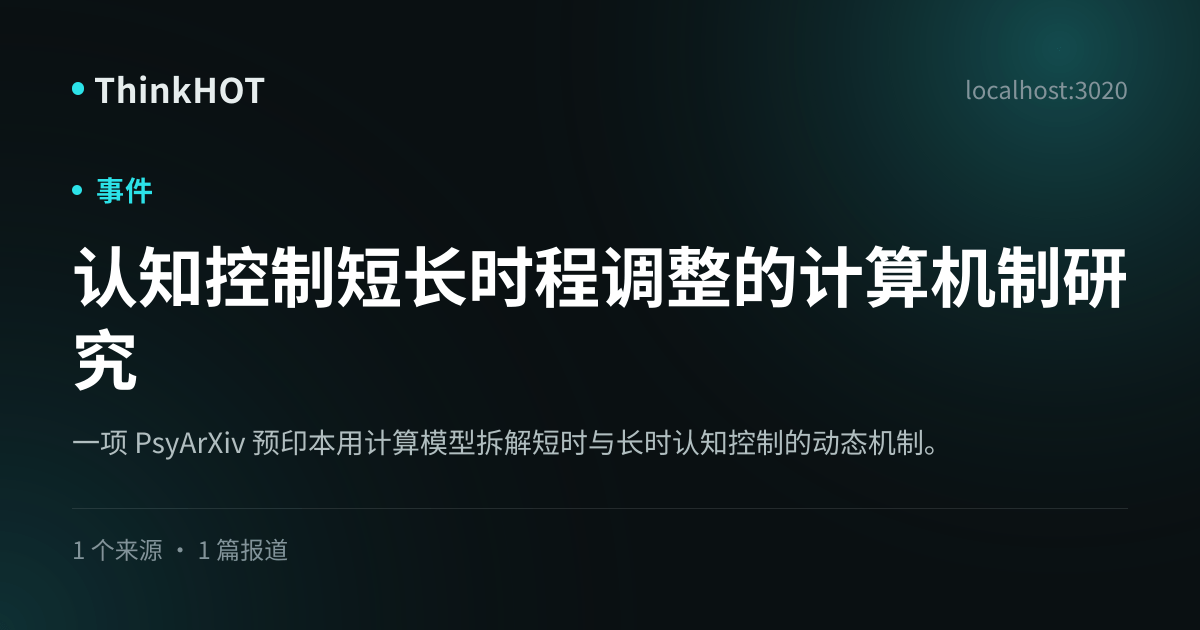 ThinkHOT
localhost:3020
事件
认知控制短长时程调整的计算机制研
究
一项 PsyArXiv 预印本用计算模型拆解短时与长时认知控制的动态机制。
1 个来源 · 1 篇报道